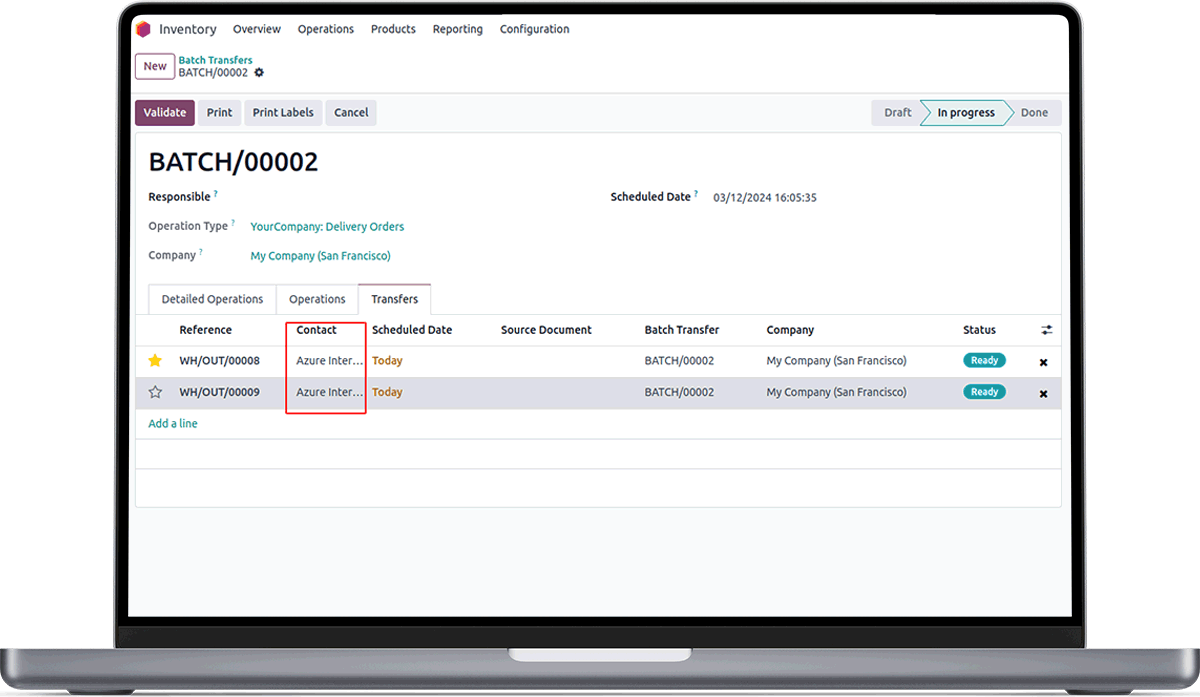 Inventory Overview Operations Products Reporting Configuration
New Batch Transfers
BATCH/00002
Validate Print Print Labels Cancel Draft In progress Done
BATCH/00002
Responsible ? Scheduled Date ? 03/12/2024 16:05:35
Operation Type ? YourCompany: Delivery Orders
Company ? My Company (San Francisco)
Detailed Operations Operations Transfers
Reference Contact Scheduled Date Source Document Batch Transfer Company Status
WH/OUT/00008 Azure Inter... Today BATCH/00002 My Company (San Francisco) Ready
WH/OUT/00009 Azure Inter... Today BATCH/00002 My Company (San Francisco) Ready
Add a line